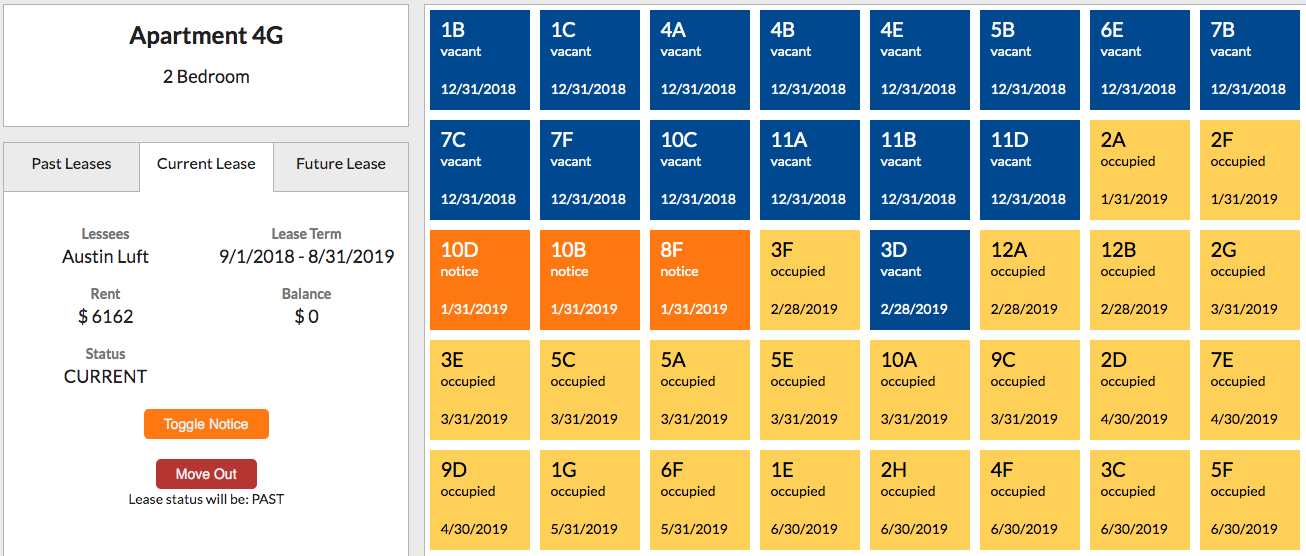 Apartment 4G
2 Bedroom
Past Leases Current Lease Future Lease
Lessees Lease Term
Austin Luft 9/1/2018 - 8/31/2019
Rent Balance
$ 6162 $ 0
Status
CURRENT
Toggle Notice
Move Out
Lease status will be: PAST
1B 1C 4A 4B 4E 5B 6E 7B
vacant vacant vacant vacant vacant vacant vacant vacant
12/31/2018 12/31/2018 12/31/2018 12/31/2018 12/31/2018 12/31/2018 12/31/2018 12/31/2018
7C 7F 10C 11A 11B 11D 2A 2F
vacant vacant vacant vacant vacant vacant occupied occupied
12/31/2018 12/31/2018 12/31/2018 12/31/2018 12/31/2018 12/31/2018 1/31/2019 1/31/2019
10D 10B 8F 3F 3D 12A 12B 2G
notice notice notice occupied vacant occupied occupied occupied
1/31/2019 1/31/2019 1/31/2019 2/28/2019 2/28/2019 2/28/2019 2/28/2019 3/31/2019
3E 5C 5A 5E 10A 9C 2D 7E
occupied occupied occupied occupied occupied occupied occupied occupied
3/31/2019 3/31/2019 3/31/2019 3/31/2019 3/31/2019 3/31/2019 4/30/2019 4/30/2019
9D 1G 6F 1E 2H 4F 3C 5F
occupied occupied occupied occupied occupied occupied occupied occupied
4/30/2019 5/31/2019 5/31/2019 6/30/2019 6/30/2019 6/30/2019 6/30/2019 6/30/2019